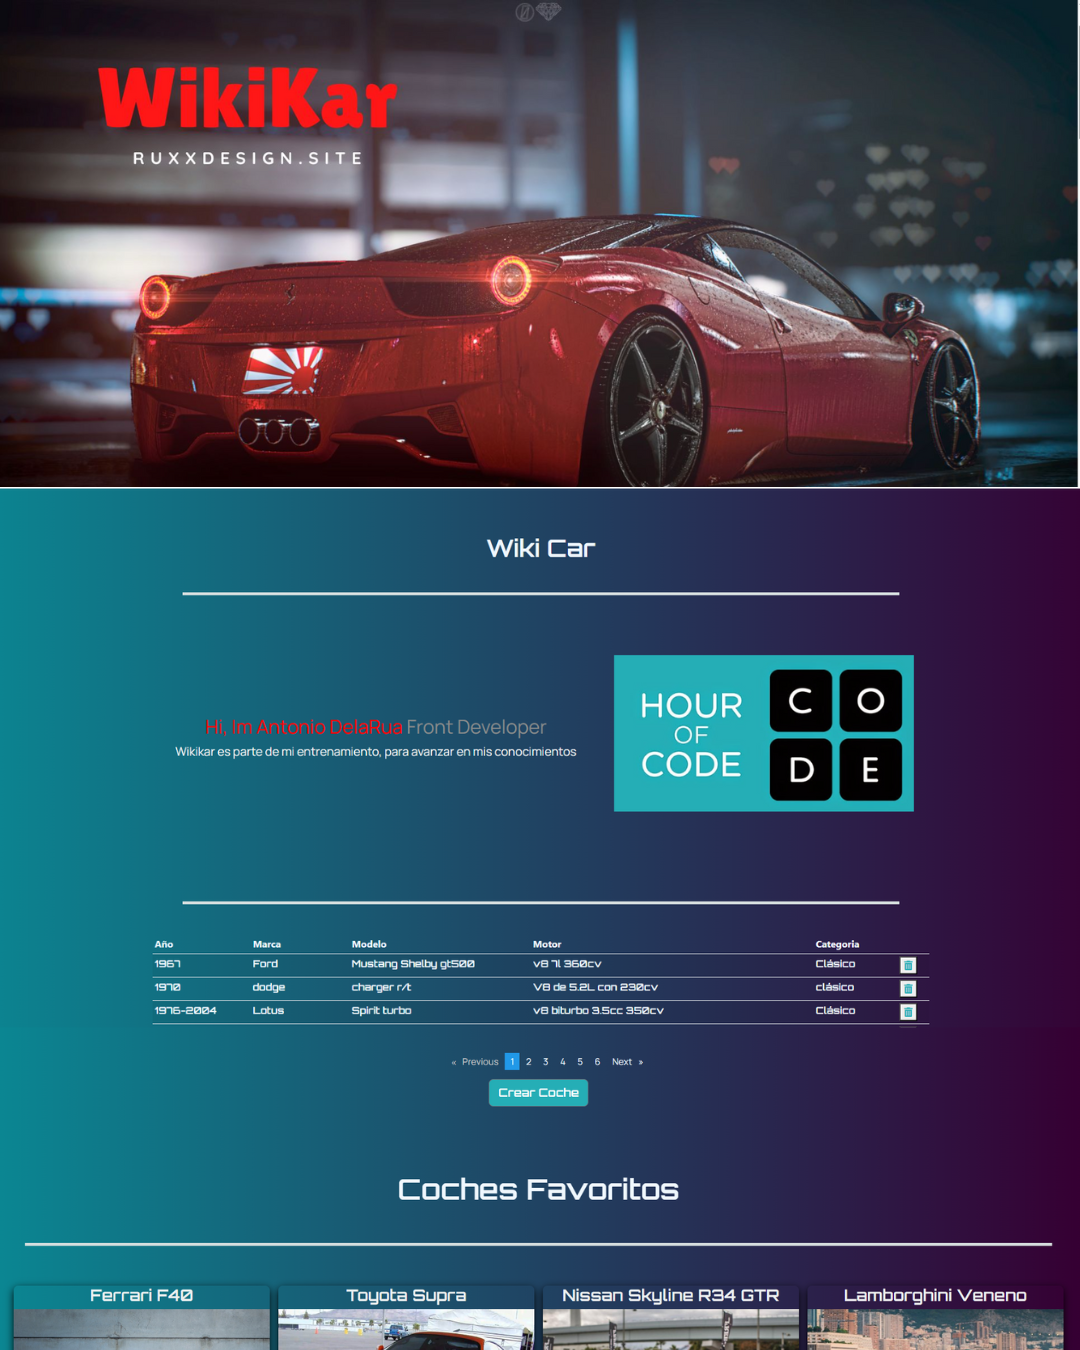 WikiKar
RUXXDESIGN.SITE
Wiki Car
Hi, Im Antonio DelaRua Front Developer
Wikikar es parte de mi entrenamiento, para avanzar en mis conocimientos
HOUR
OF
CODE
C O
D E
Año Marca Modelo Motor Categoria
1967 Ford Mustang Shelby gt500 v8 7l 360cv Clásico
1970 dodge charger r/t V8 de 5.2L con 230cv clásico
1976-2004 Lotus Spirit turbo v8 biturbo 3.5cc 350cv Clásico
« Previous 1 2 3 4 5 6 Next »
Crear Coche
Coches Favoritos
Ferrari F40 Toyota Supra Nissan Skyline R34 GTR Lamborghini Veneno